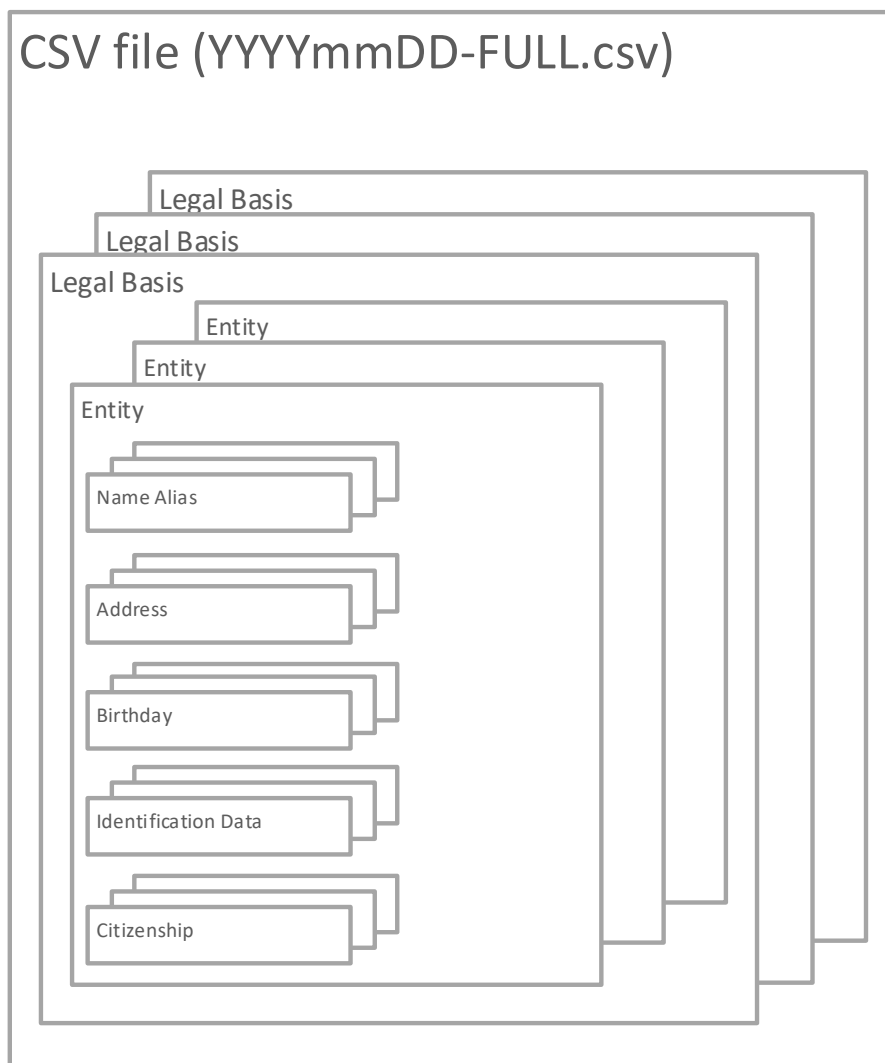 CSV file (YYYYmmDD-FULL.csv)
Legal Basis
Legal Basis
Legal Basis
Entity
Entity
Entity
Name Alias
Address
Birthday
Identification Data
Citizenship